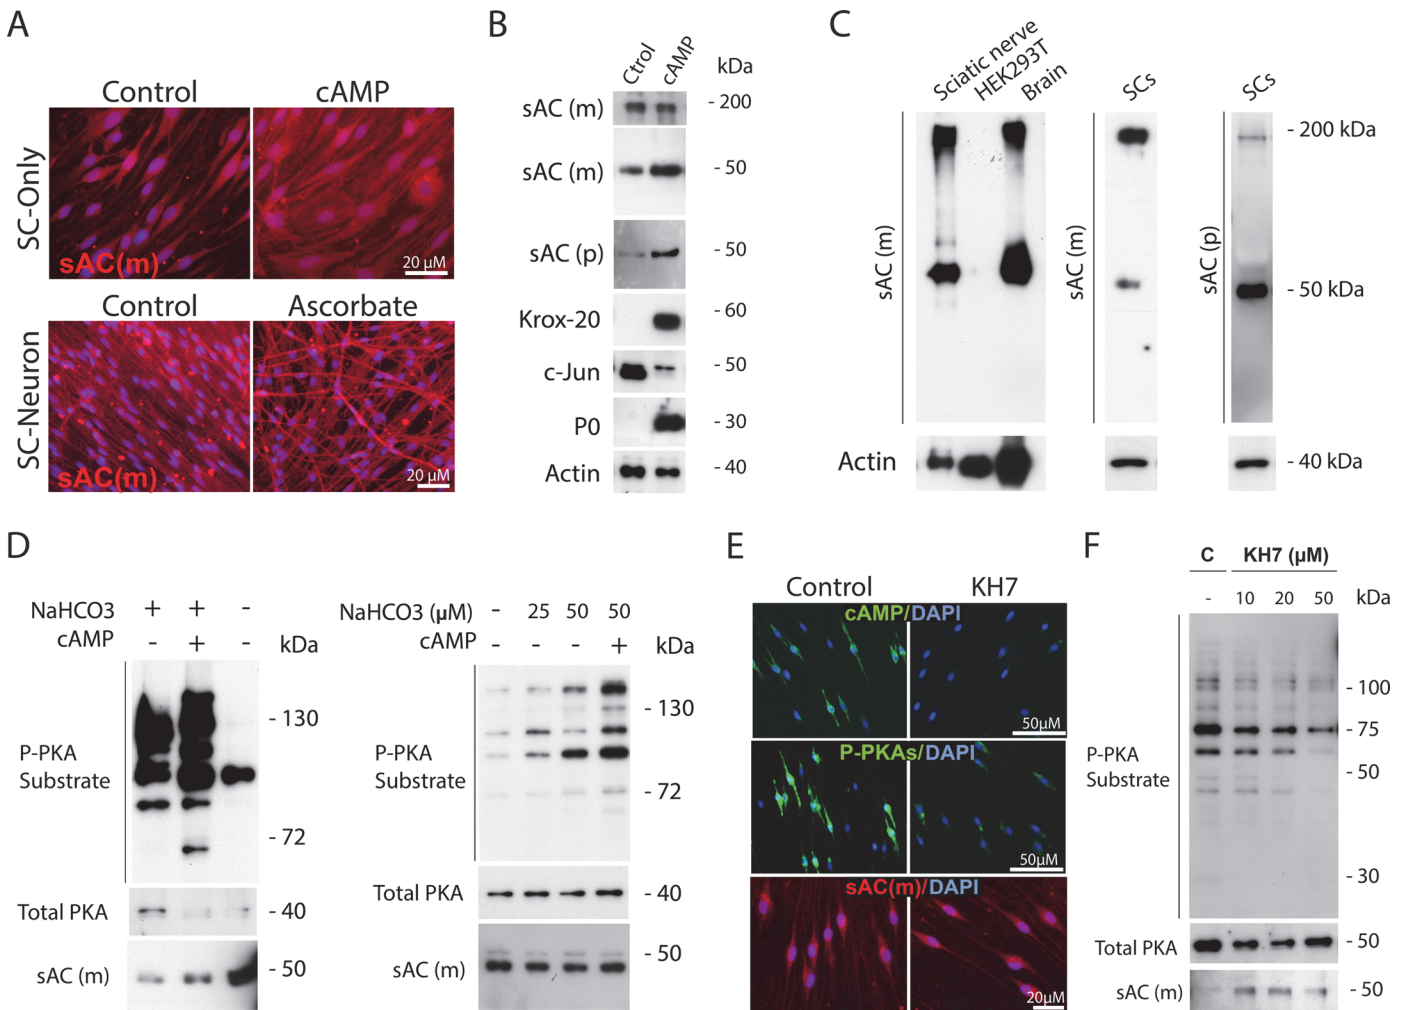 A
Control
cAMP
SC-Only
sAC(m)
20 µM
Control
Ascorbate
SC-Neuron
sAC(m)
20 µM
B
Ctrol
cAMP
kDa
sAC (m)
- 200
sAC (m)
- 50
sAC (p)
- 50
Krox-20
- 60
c-Jun
- 50
P0
- 30
Actin
- 40
C
Sciatic nerve
HEK293T
Brain
SCs
SCs
sAC (m)
sAC (m)
sAC (p)
- 200 kDa
- 50 kDa
Actin
- 40 kDa
D
NaHCO3 + + -
cAMP - + -
kDa
P-PKA
Substrate
- 130
- 72
Total PKA
- 40
sAC (m)
- 50
NaHCO3 (µM) - 25 50 50
cAMP - - - +
kDa
P-PKA
Substrate
- 130
- 72
Total PKA
- 40
sAC (m)
- 50
E
Control
KH7
cAMP/DAPI
50µM
P-PKAs/DAPI
50µM
sAC(m)/DAPI
20µM
F
C KH7 (µM)
- 10 20 50 kDa
P-PKA
Substrate
- 100
- 75
- 50
- 30
Total PKA
- 50
sAC (m)
- 50